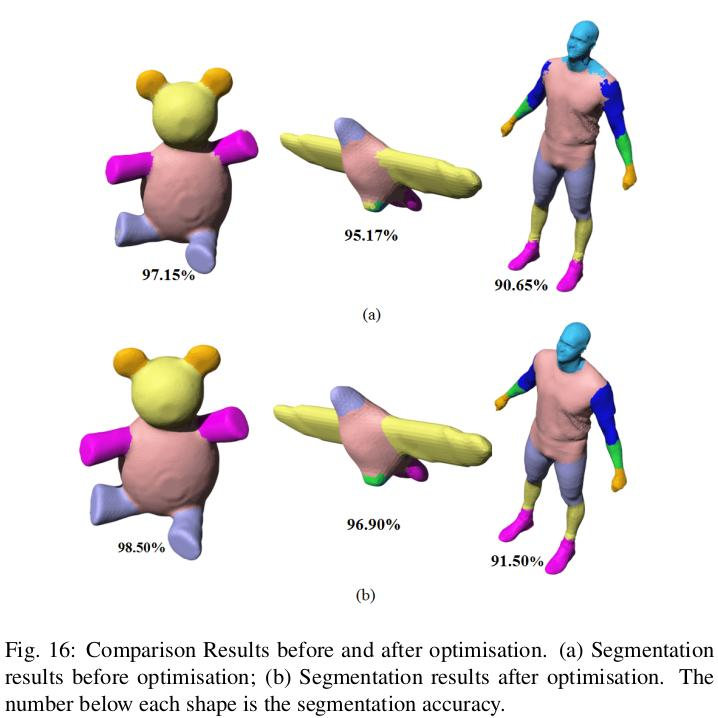 97.15%
95.17%
90.65%
(a)
98.50%
96.90%
91.50%
(b)
Fig. 16: Comparison Results before and after optimisation. (a) Segmentation
results before optimisation; (b) Segmentation results after optimisation. The
number below each shape is the segmentation accuracy.